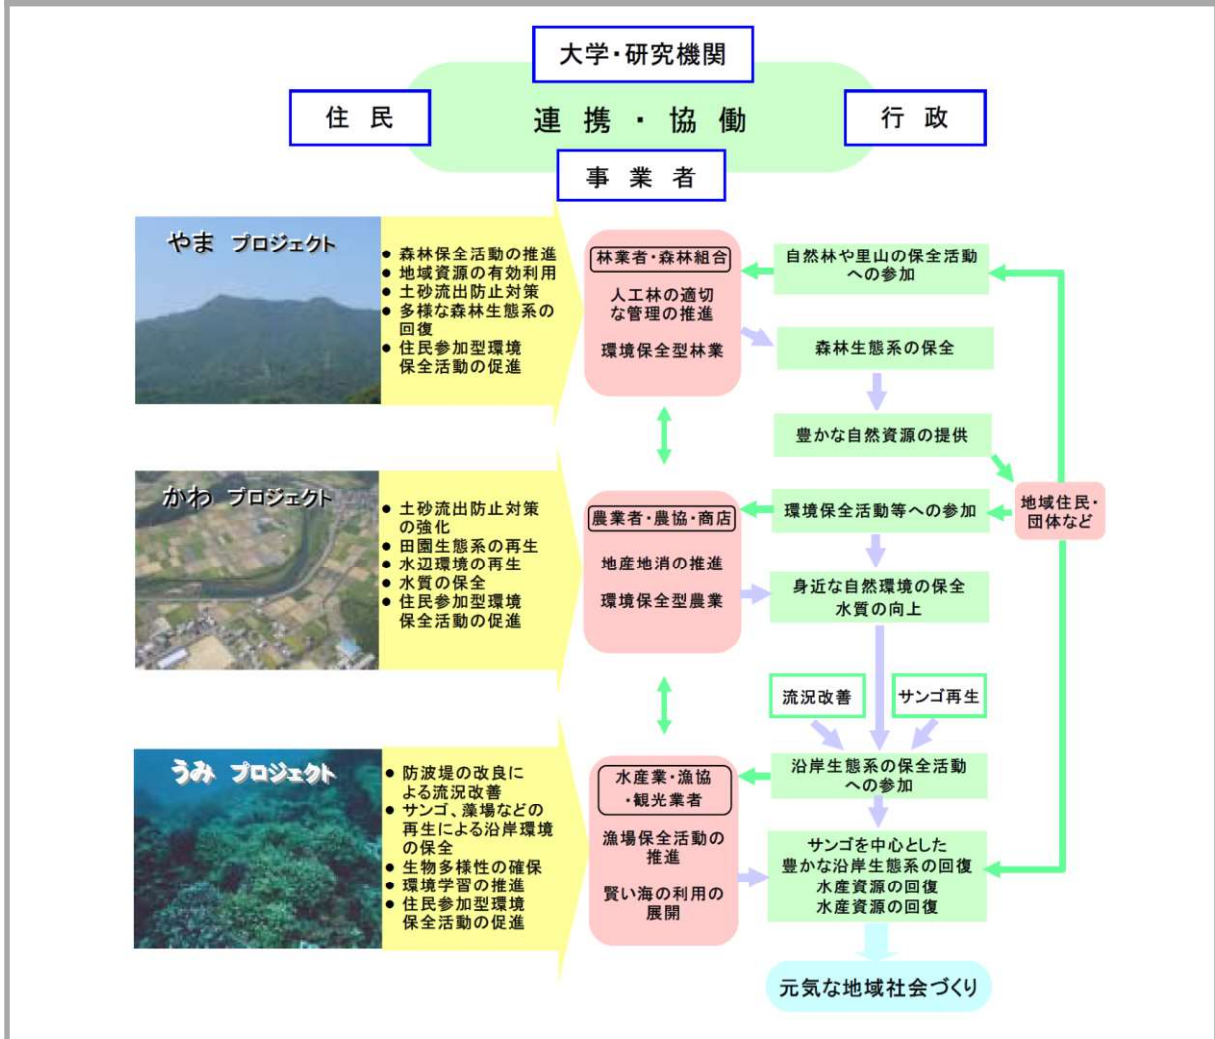 大学・研究機関
住 民
連 携 ・ 協 働
行 政
事 業 者
やま プロジェクト
● 森林保全活動の推進
● 地域資源の有効利用
● 土砂流出防止対策
● 多様な森林生態系の
回復
● 住民参加型環境
保全活動の促進
林業者・森林組合
人工林の適切
な管理の推進
環境保全型林業
自然林や里山の保全活動
への参加
森林生態系の保全
豊かな自然資源の提供
かわ プロジェクト
● 土砂流出防止対策
の強化
● 田園生態系の再生
● 水辺環境の再生
● 水質の保全
● 住民参加型環境
保全活動の促進
農業者・農協・商店
地産地消の推進
環境保全型農業
環境保全活動等への参加
地域住民・
団体など
身近な自然環境の保全
水質の向上
流況改善
サンゴ再生
うみ プロジェクト
● 防波堤の改良に
よる流況改善
● サンゴ、藻場などの
再生による沿岸環境
の保全
● 生物多様性の確保
● 環境学習の推進
● 住民参加型環境
保全活動の促進
水産業・漁協
・観光業者
漁場保全活動の
推進
賢い海の利用の
展開
沿岸生態系の保全活動
への参加
サンゴを中心とした
豊かな沿岸生態系の回復
水産資源の回復
水産資源の回復
元気な地域社会づくり